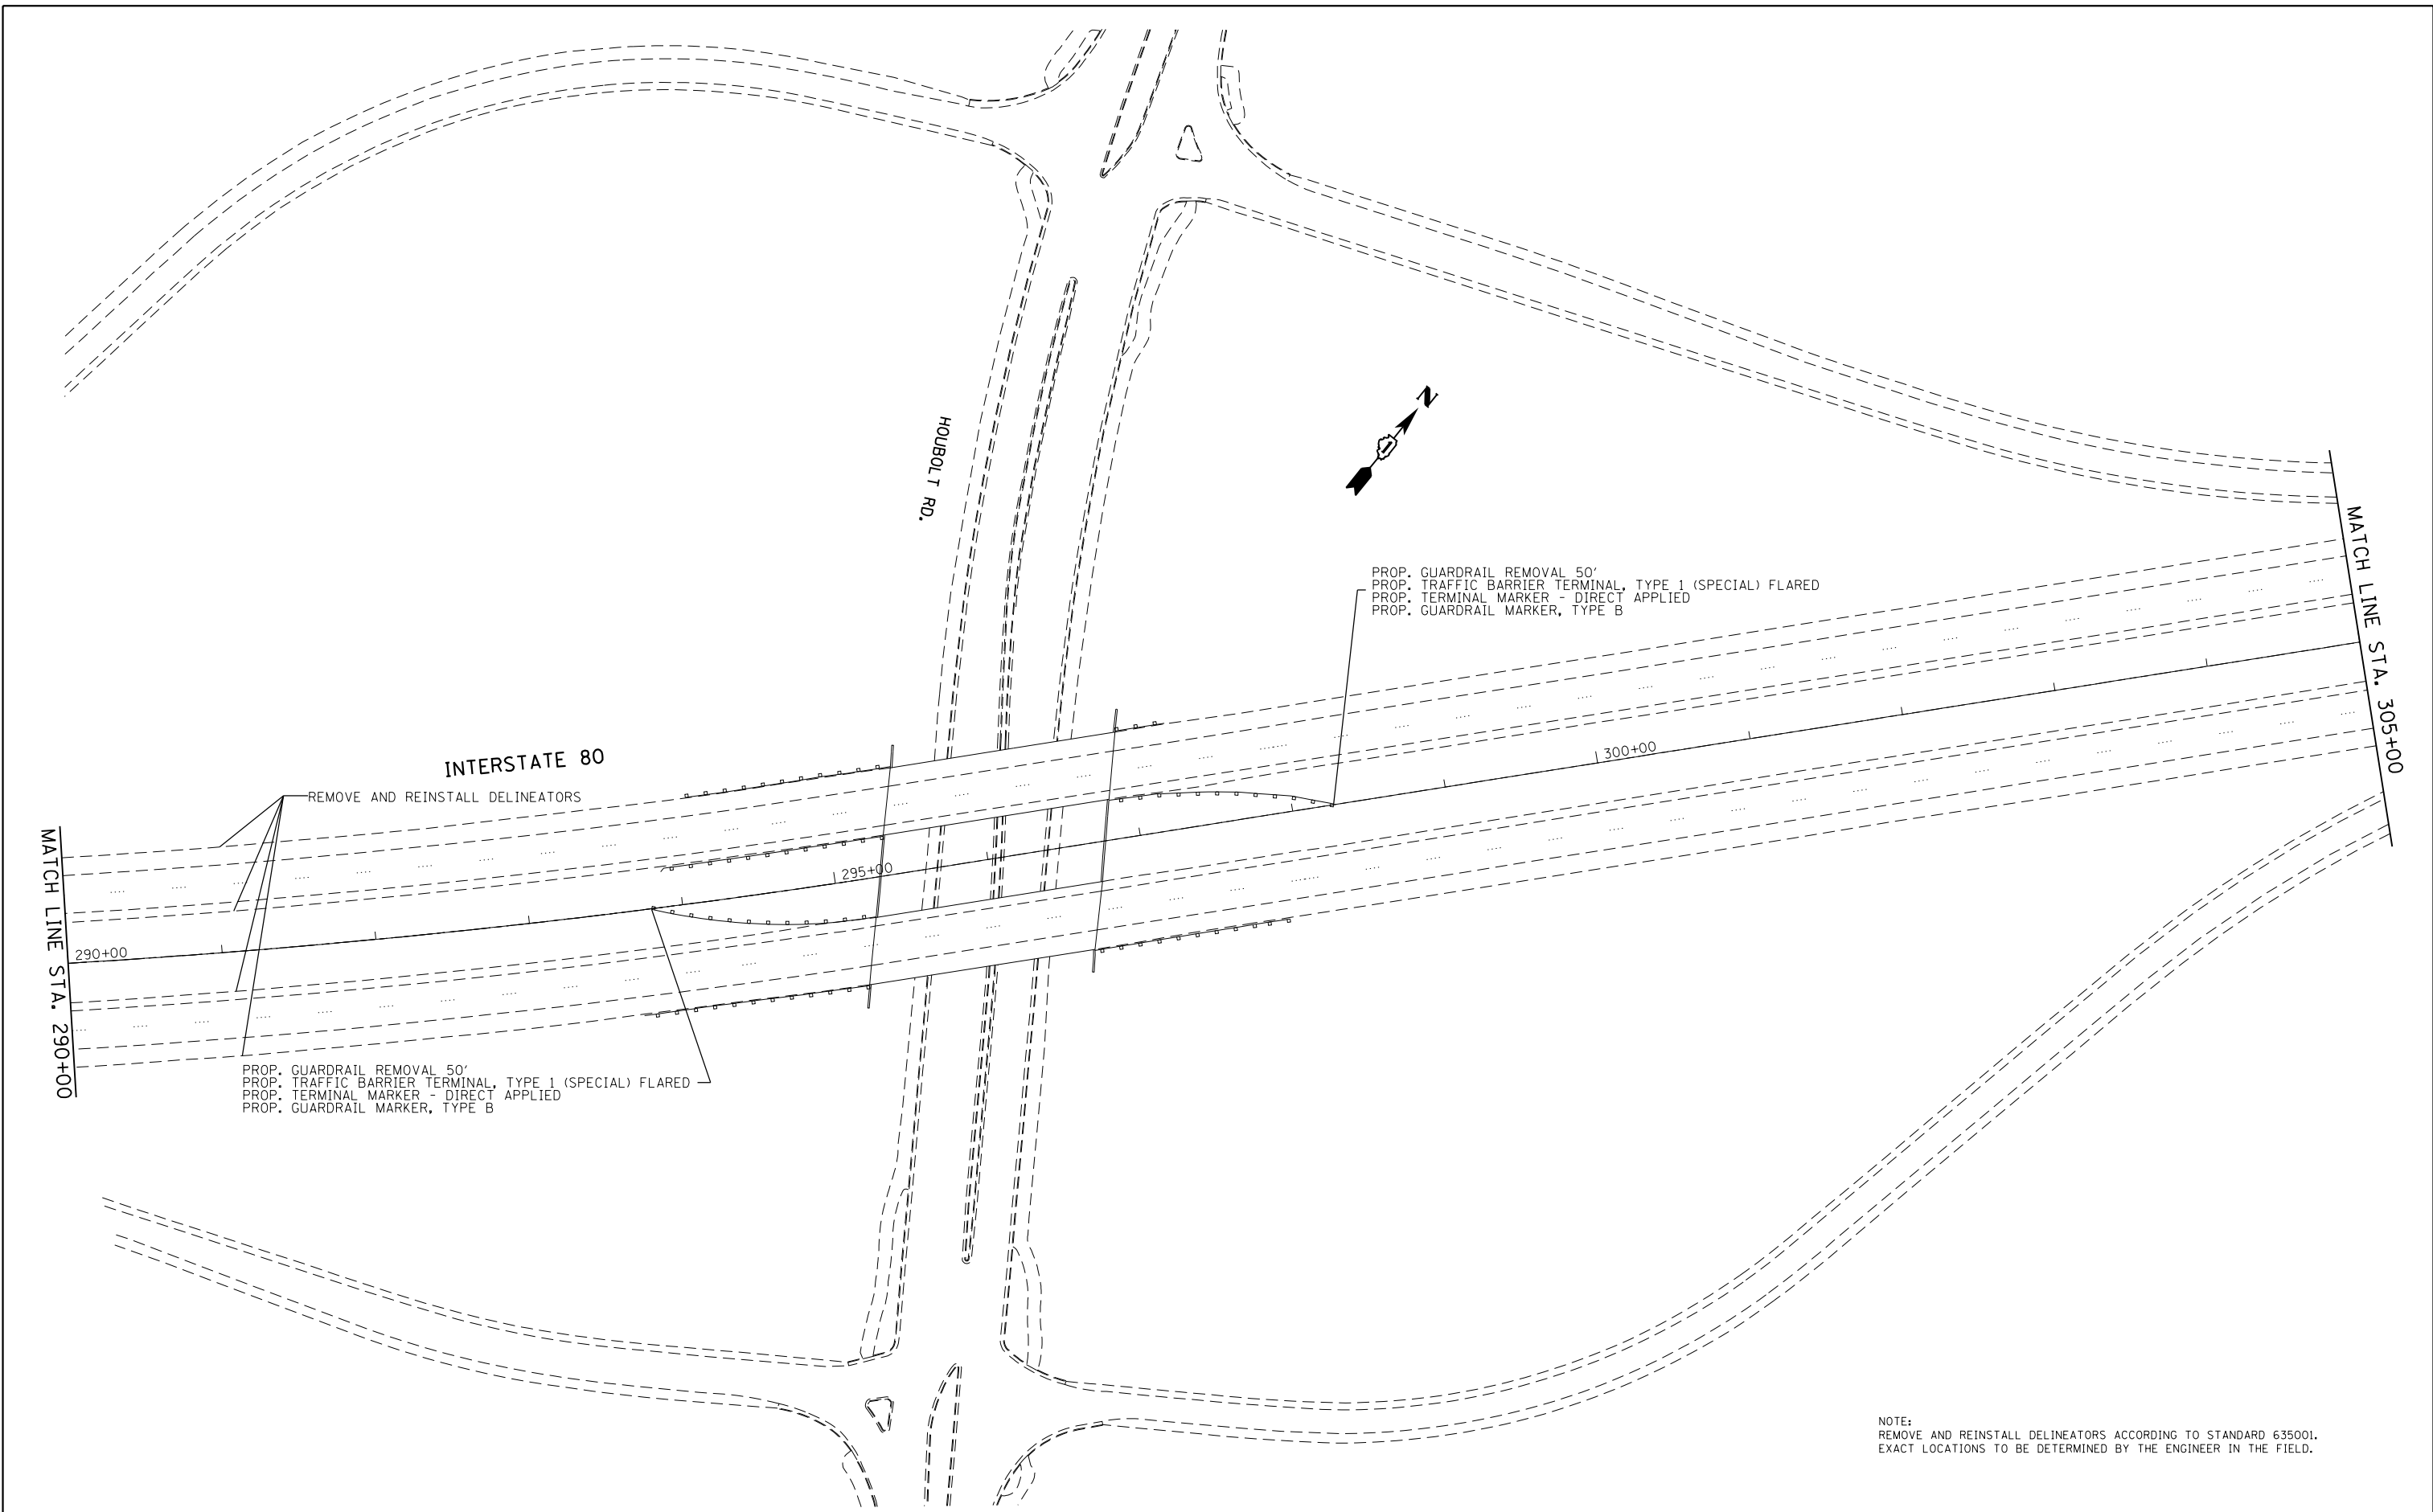 N
HOUBOLT RD.
PROP. GUARDRAIL REMOVAL 50'
PROP. TRAFFIC BARRIER TERMINAL, TYPE 1 (SPECIAL) FLARED
PROP. TERMINAL MARKER - DIRECT APPLIED
PROP. GUARDRAIL MARKER, TYPE B
MATCH LINE STA. 305+00
INTERSTATE 80
300+00
REMOVE AND REINSTALL DELINEATORS
295+00
MATCH LINE STA. 290+00
290+00
PROP. GUARDRAIL REMOVAL 50'
PROP. TRAFFIC BARRIER TERMINAL, TYPE 1 (SPECIAL) FLARED
PROP. TERMINAL MARKER - DIRECT APPLIED
PROP. GUARDRAIL MARKER, TYPE B
NOTE:
REMOVE AND REINSTALL DELINEATORS ACCORDING TO STANDARD 635001.
EXACT LOCATIONS TO BE DETERMINED BY THE ENGINEER IN THE FIELD.